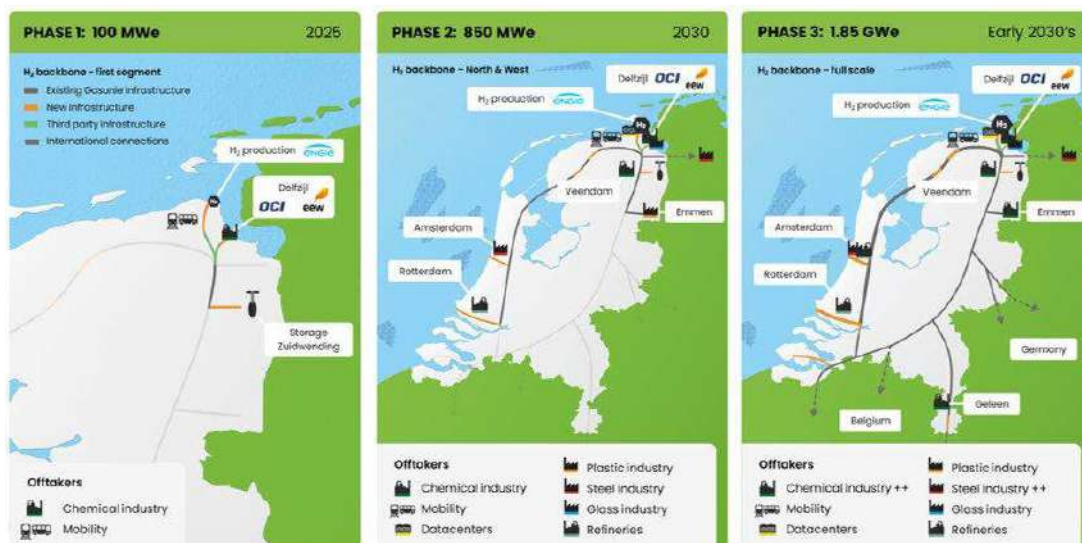 PHASE 1: 100 MWe 2025
H₂ backbone - first segment
Existing Gasunie infrastructure
New infrastructure
Third party infrastructure
International connections
H₂ production ENGIE
Delfzijl
OCI eew
Storage
Zuidwending
Offtakers
Chemical industry
Mobility
PHASE 2: 850 MWe 2030
H₂ backbone - North & West
Delfzijl OCI eew
H₂ production ENGIE
H₂
Veendam
Emmen
Amsterdam
Rotterdam
Offtakers
Chemical industry
Mobility
Datacenters
Plastic industry
Steel industry
Glass industry
Refineries
PHASE 3: 1.85 GWe Early 2030's
H₂ backbone - full scale
Delfzijl OCI eew
H₂ production ENGIE
H₂
Veendam
Emmen
Amsterdam
Rotterdam
Germany
Geleen
Belgium
Offtakers
Chemical industry ++
Mobility
Datacenters
Plastic industry
Steel industry ++
Glass industry
Refineries